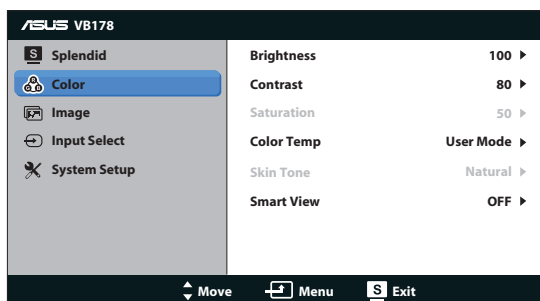 ASUS VB178
S Splendid
Color
Image
Input Select
System Setup
Brightness 100
Contrast 80
Saturation 50
Color Temp User Mode
Skin Tone Natural
Smart View OFF
Move Menu S Exit